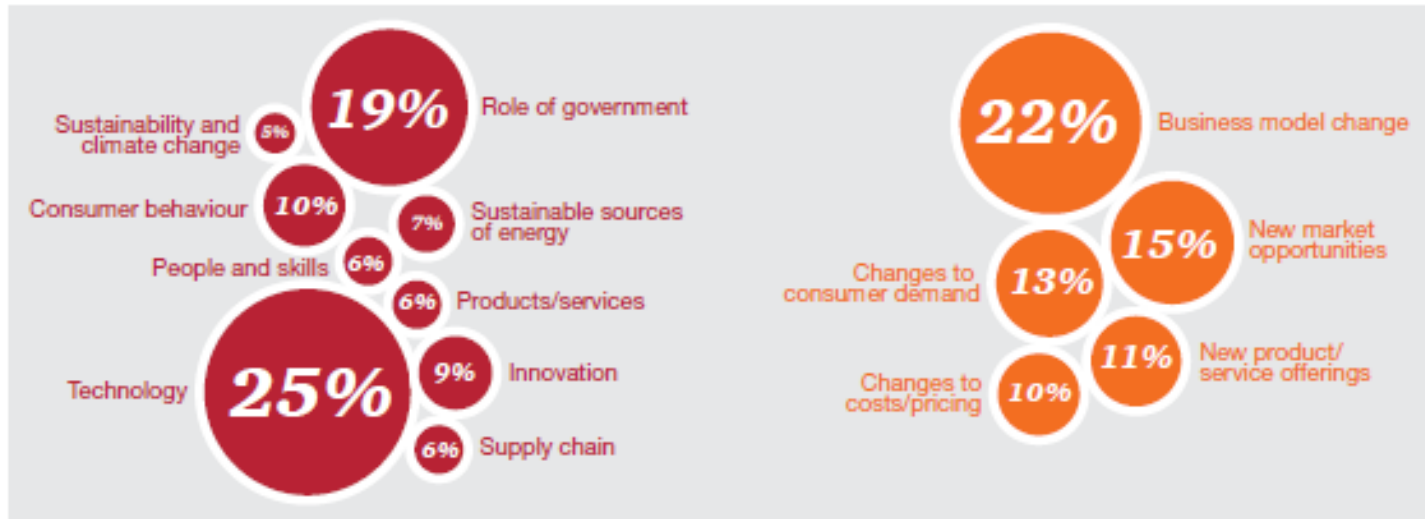 19%
Role of government
Sustainability and
climate change
5%
Consumer behaviour
10%
7%
Sustainable sources
of energy
People and skills
6%
6%
Products/services
Technology
25%
9%
Innovation
6%
Supply chain
22%
Business model change
15%
New market
opportunities
Changes to
consumer demand
13%
11%
New product/
service offerings
Changes to
costs/pricing
10%